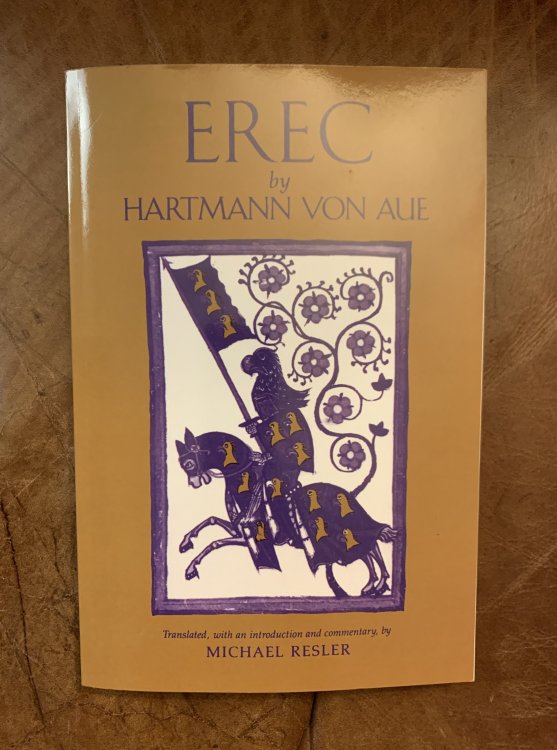 EREC
by
HARTMANN VON AUE
Translated, with an introduction and commentary, by
MICHAEL RESLER